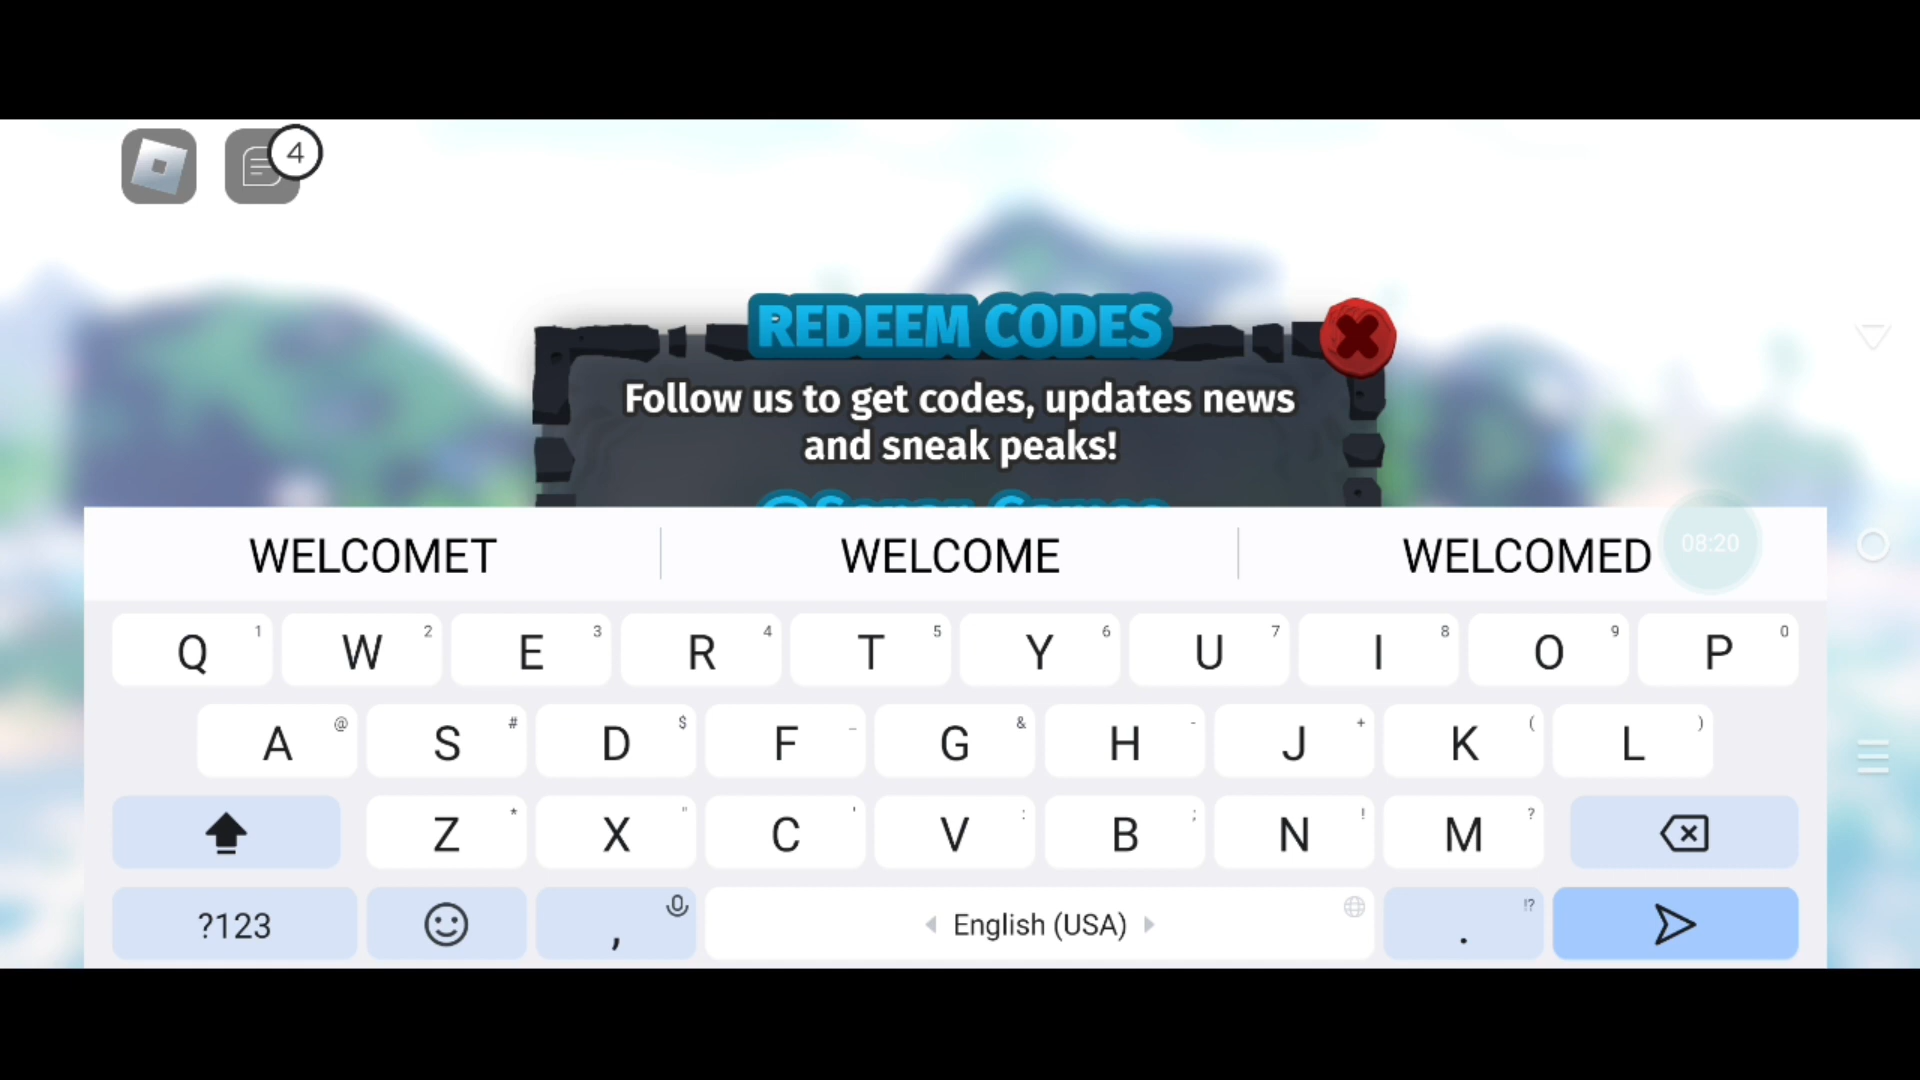 4
REDEEM CODES
Follow us to get codes, updates news
and sneak peaks!
WELCOMET WELCOME WELCOMED
08:20
Q 1 W 2 E 3 R 4 T 5 Y 6 U 7 I 8 O 9 P 0
A @ S # D $ F _ G & H - J + K ( L )
Z * X " C ' V : B ; N ! M ?
?123 , English (USA) . !?